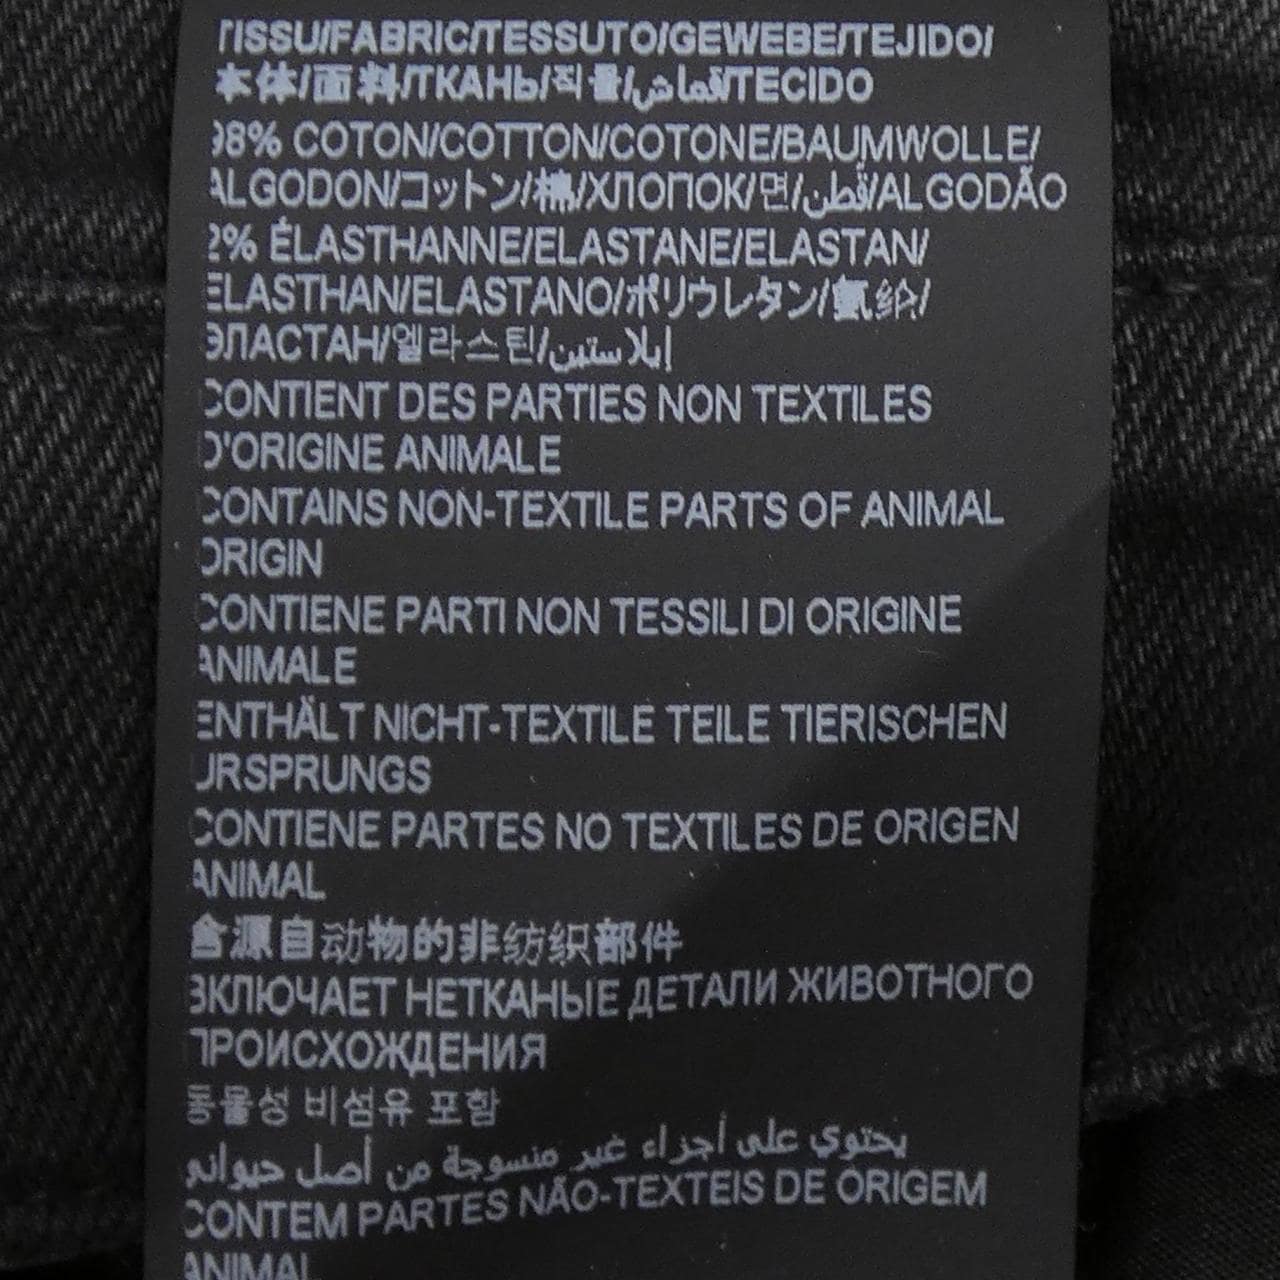 TISSU/FABRIC/TESSUTO/GEWEBE/TEJIDO/
本体/面料/ТКАНЬ/직물/قماش/TECIDO
98% COTON/COTTON/COTONE/BAUMWOLLE/
ALGODON/コットン/棉/ХЛОПОК/면/قطن/ALGODÃO
2% ÉLASTHANNE/ELASTANE/ELASTAN/
ELASTHAN/ELASTANO/ポリウレタン/氨纶/
ЭЛАСТАН/엘라스틴/إيلاستين
CONTIENT DES PARTIES NON TEXTILES
D'ORIGINE ANIMALE
CONTAINS NON-TEXTILE PARTS OF ANIMAL
ORIGIN
CONTIENE PARTI NON TESSILI DI ORIGINE
ANIMALE
ENTHÄLT NICHT-TEXTILE TEILE TIERISCHEN
URSPRUNGS
CONTIENE PARTES NO TEXTILES DE ORIGEN
ANIMAL
含源自动物的非纺织部件
ВКЛЮЧАЕТ НЕТКАНЫЕ ДЕТАЛИ ЖИВОТНОГО
ПРОИСХОЖДЕНИЯ
동물성 비섬유 포함
يحتوي على أجزاء غير منسوجة من أصل حيوانه
CONTEM PARTES NÃO-TEXTEIS DE ORIGEM
ANIMAL